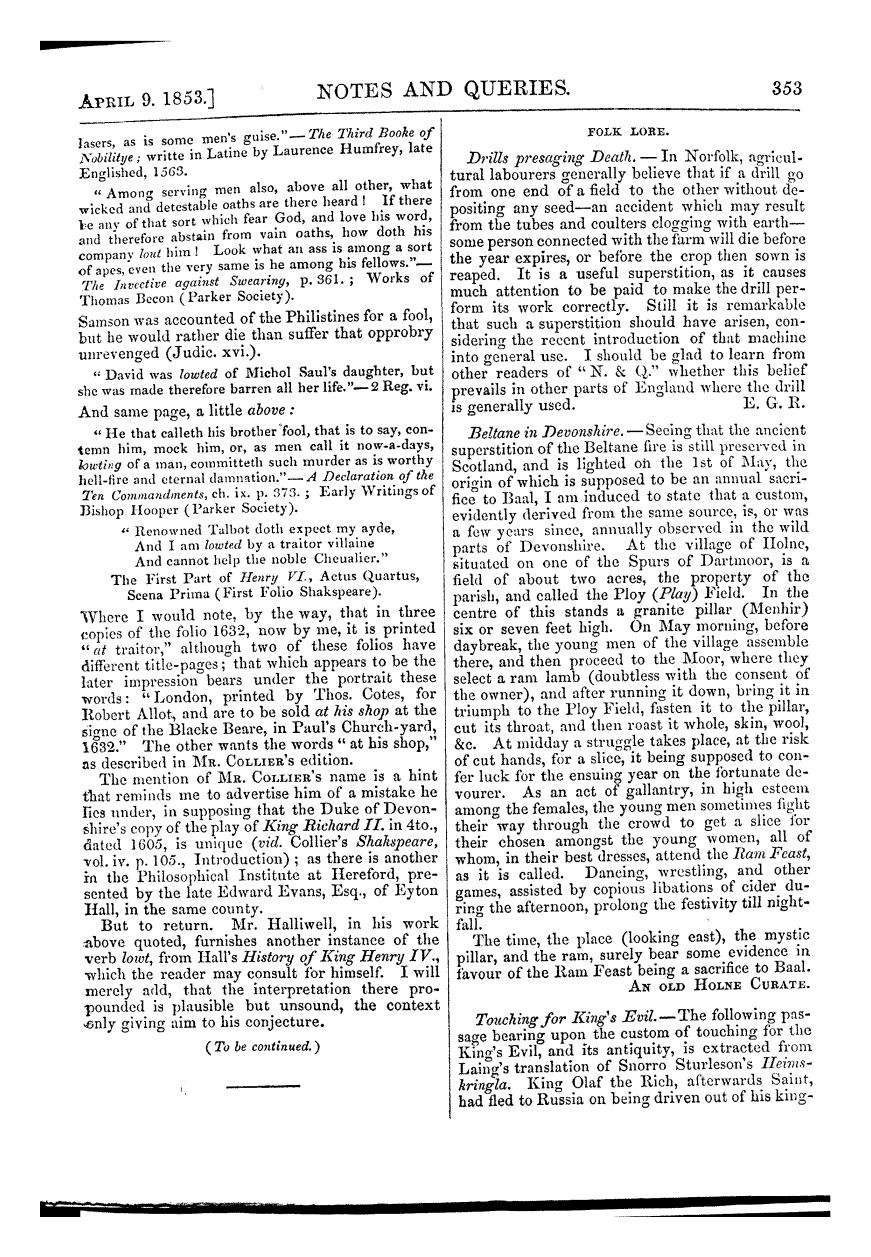 APRIL 9. 1853.]
NOTES AND QUERIES.
353
lasers, as is some men's guise."—The Third Booke of
Nobilitye; writte in Latine by Laurence Humfrey, late
Englished, 1563.
"Among serving men also, above all other, what
wicked and detestable oaths are there heard! If there
be any of that sort which fear God, and love his word,
and therefore abstain from vain oaths, how doth his
company lout him! Look what an ass is among a sort
of apes, even the very same is he among his fellows."—
The Invective against Swearing, p. 361.; Works of
Thomas Becon (Parker Society).
Samson was accounted of the Philistines for a fool,
but he would rather die than suffer that opprobry
unrevenged (Judic. xvi.).
"David was lowted of Michol Saul's daughter, but
she was made therefore barren all her life."—2 Reg. vi.
And same page, a little above:
"He that calleth his brother fool, that is to say, con-
temn him, mock him, or, as men call it now-a-days,
lowting of a man, committeth such murder as is worthy
hell-fire and eternal damnation."—A Declaration of the
Ten Commandments, ch. ix. p. 373.; Early Writings of
Bishop Hooper (Parker Society).
"Renowned Talbot doth expect my ayde,
And I am lowted by a traitor villaine
And cannot help the noble Cheualier."
The First Part of Henry VI., Actus Quartus,
Scena Prima (First Folio Shakspeare).
Where I would note, by the way, that in three
copies of the folio 1632, now by me, it is printed
"at traitor," although two of these folios have
different title-pages; that which appears to be the
later impression bears under the portrait these
words: "London, printed by Thos. Cotes, for
Robert Allot, and are to be sold at his shop at the
signe of the Blacke Beare, in Paul's Church-yard,
1632." The other wants the words "at his shop,"
as described in MR. COLLIER'S edition.
The mention of MR. COLLIER'S name is a hint
that reminds me to advertise him of a mistake he
lies under, in supposing that the Duke of Devon-
shire's copy of the play of King Richard II. in 4to.,
dated 1605, is unique (vid. Collier's Shakspeare,
vol. iv. p. 105., Introduction); as there is another
in the Philosophical Institute at Hereford, pre-
sented by the late Edward Evans, Esq., of Eyton
Hall, in the same county.
But to return. Mr. Halliwell, in his work
above quoted, furnishes another instance of the
verb lowt, from Hall's History of King Henry IV.,
which the reader may consult for himself. I will
merely add, that the interpretation there pro-
pounded is plausible but unsound, the context
only giving aim to his conjecture.
(To be continued.)
FOLK LORE.
Drills presaging Death.—In Norfolk, agricul-
tural labourers generally believe that if a drill go
from one end of a field to the other without de-
positing any seed—an accident which may result
from the tubes and coulters clogging with earth—
some person connected with the farm will die before
the year expires, or before the crop then sown is
reaped. It is a useful superstition, as it causes
much attention to be paid to make the drill per-
form its work correctly. Still it is remarkable
that such a superstition should have arisen, con-
sidering the recent introduction of that machine
into general use. I should be glad to learn from
other readers of "N. & Q." whether this belief
prevails in other parts of England where the drill
is generally used. E. G. R.
Beltane in Devonshire.—Seeing that the ancient
superstition of the Beltane fire is still preserved in
Scotland, and is lighted on the 1st of May, the
origin of which is supposed to be an annual sacri-
fice to Baal, I am induced to state that a custom,
evidently derived from the same source, is, or was
a few years since, annually observed in the wild
parts of Devonshire. At the village of Holne,
situated on one of the Spurs of Dartmoor, is a
field of about two acres, the property of the
parish, and called the Ploy (Play) Field. In the
centre of this stands a granite pillar (Menhir)
six or seven feet high. On May morning, before
daybreak, the young men of the village assemble
there, and then proceed to the Moor, where they
select a ram lamb (doubtless with the consent of
the owner), and after running it down, bring it in
triumph to the Ploy Field, fasten it to the pillar,
cut its throat, and then roast it whole, skin, wool,
&c. At midday a struggle takes place, at the risk
of cut hands, for a slice, it being supposed to con-
fer luck for the ensuing year on the fortunate de-
vourer. As an act of gallantry, in high esteem
among the females, the young men sometimes fight
their way through the crowd to get a slice for
their chosen amongst the young women, all of
whom, in their best dresses, attend the Ram Feast,
as it is called. Dancing, wrestling, and other
games, assisted by copious libations of cider du-
ring the afternoon, prolong the festivity till night-
fall.
The time, the place (looking east), the mystic
pillar, and the ram, surely bear some evidence in
favour of the Ram Feast being a sacrifice to Baal.
AN OLD HOLNE CURATE.
Touching for King's Evil.—The following pas-
sage bearing upon the custom of touching for the
King's Evil, and its antiquity, is extracted from
Laing's translation of Snorro Sturleson's Heims-
kringla. King Olaf the Rich, afterwards Saint,
had fled to Russia on being driven out of his king-